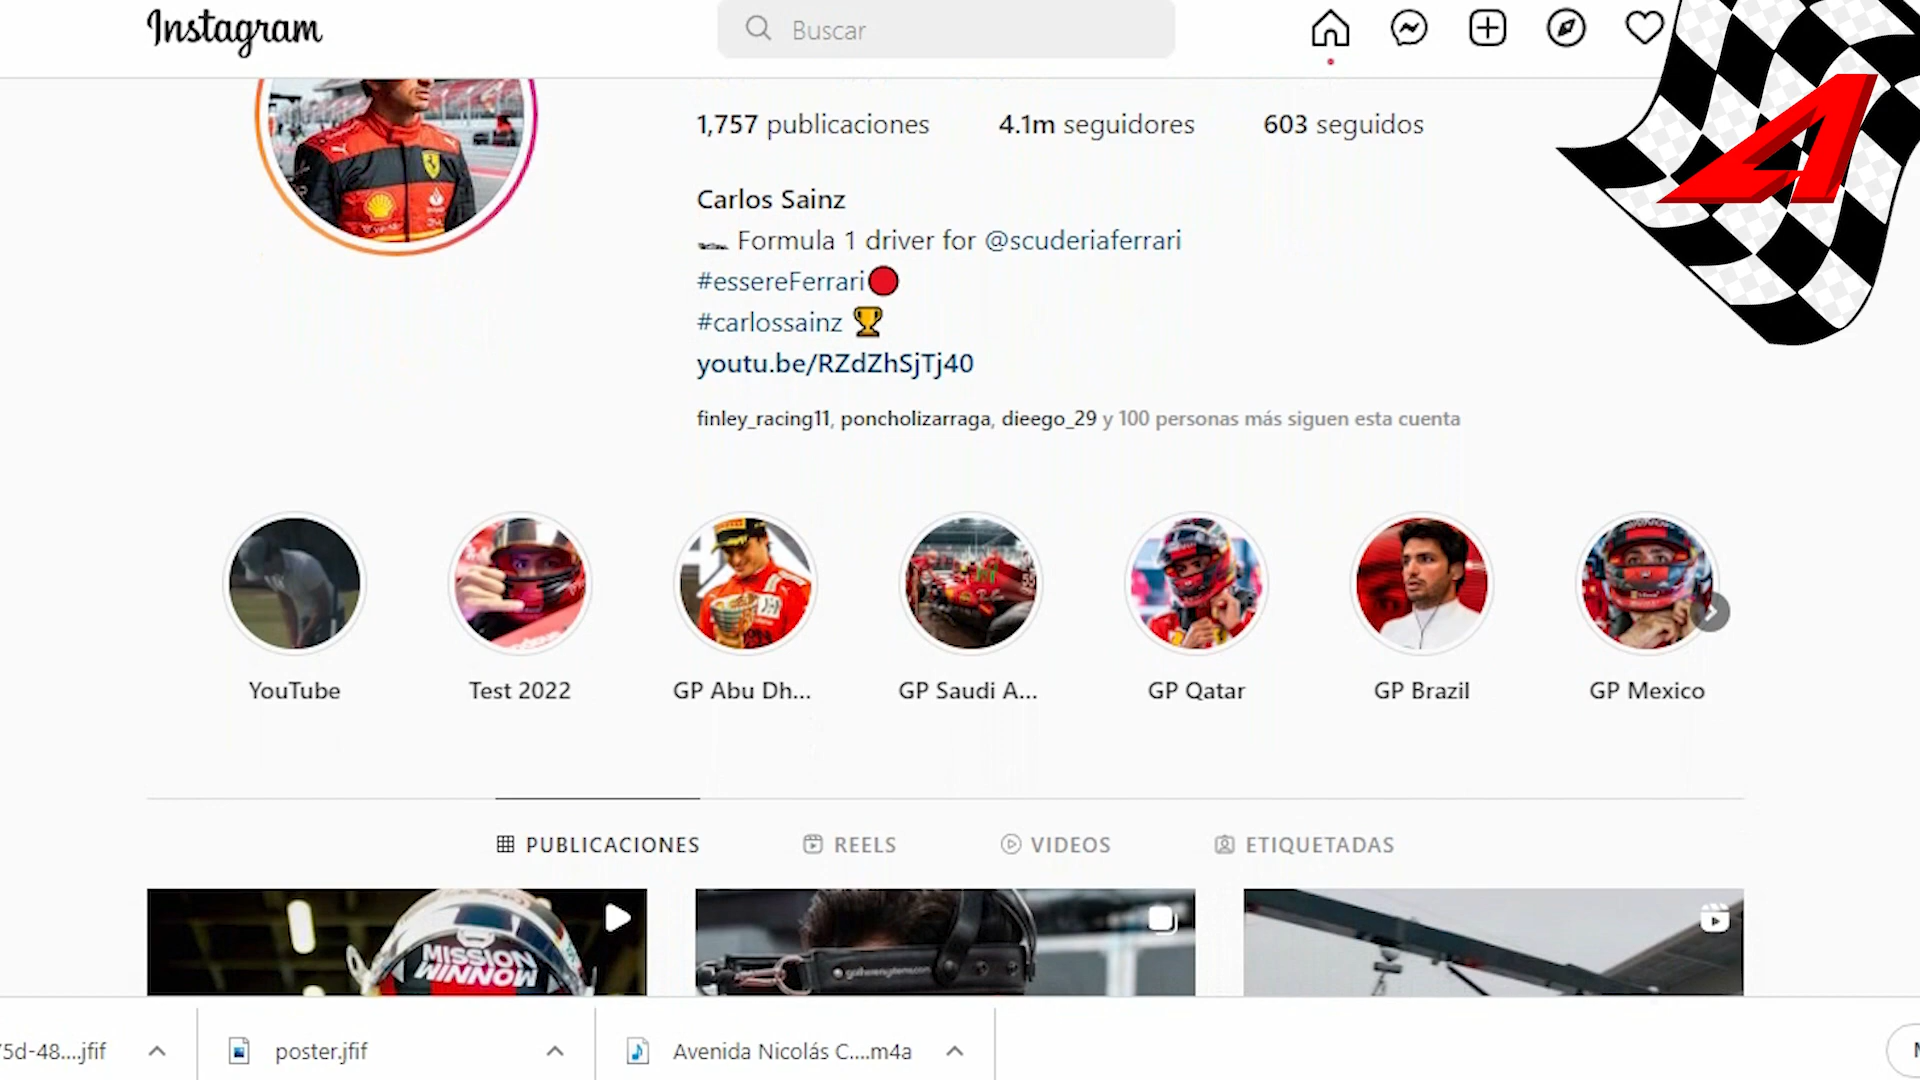 Instagram
Buscar
1,757 publicaciones 4.1m seguidores 603 seguidos
Carlos Sainz
Formula 1 driver for @scuderiaferrari
#essereFerrari
#carlossainz
youtu.be/RZdZhSjTj40
finley_racing11, poncholizarraga, dieego_29 y 100 personas más siguen esta cuenta
YouTube Test 2022 GP Abu Dh... GP Saudi A... GP Qatar GP Brazil GP Mexico
PUBLICACIONES REELS VIDEOS ETIQUETADAS
MISSION
WINNOW
5d-48....jfif poster.jfif Avenida Nicolás C....m4a
A